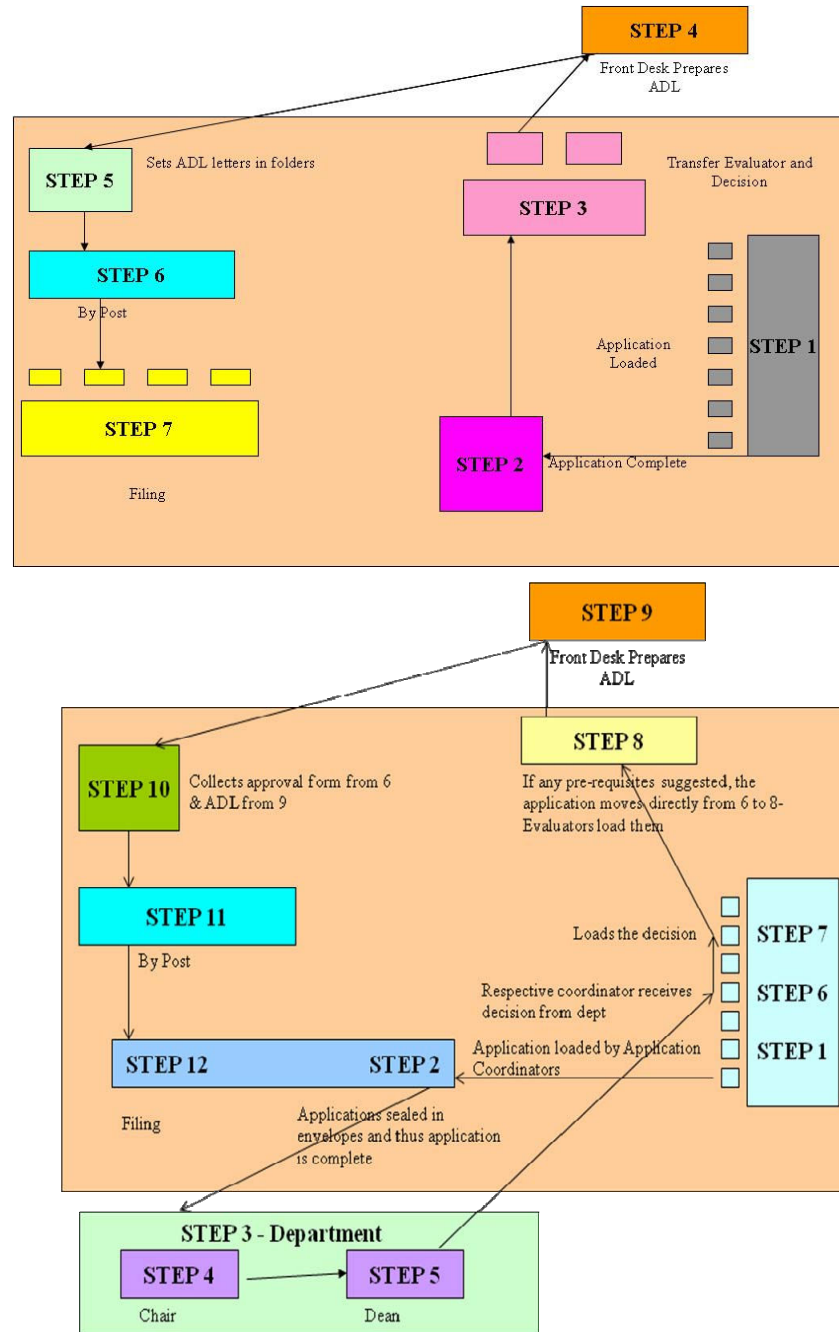 STEP 4
Front Desk Prepares
ADL
STEP 5
Sets ADL letters in folders
STEP 3
Transfer Evaluator and
Decision
STEP 6
By Post
Application
Loaded
STEP 1
STEP 7
Filing
STEP 2
Application Complete
STEP 9
Front Desk Prepares
ADL
STEP 8
STEP 10
Collects approval form from 6
& ADL from 9
If any pre-requisites suggested, the
application moves directly from 6 to 8-
Evaluators load them
STEP 11
By Post
Loads the decision
STEP 7
Respective coordinator receives
decision from dept
STEP 6
Application loaded by Application
Coordinators
STEP 1
STEP 12
STEP 2
Filing
Applications sealed in
envelopes and thus application
is complete
STEP 3 - Department
STEP 4
STEP 5
Chair
Dean